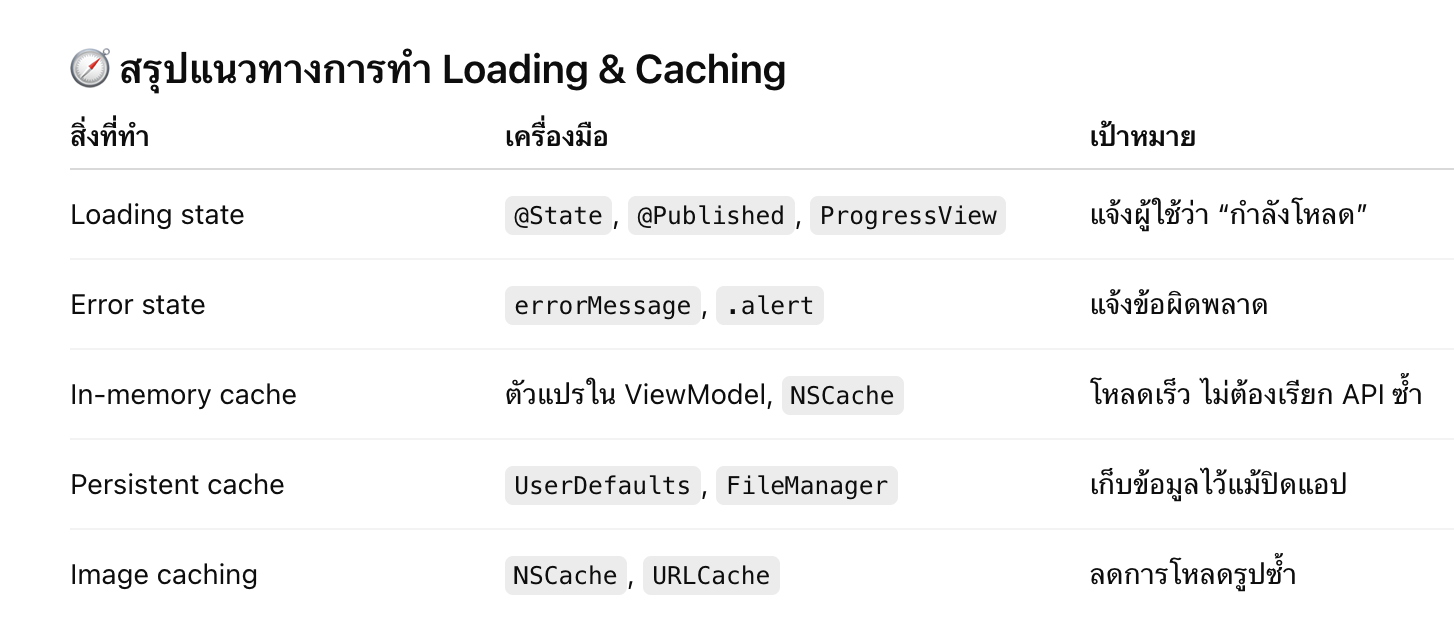 🧭 สรุปแนวทางการทำ Loading & Caching
สิ่งที่ทำ เครื่องมือ เป้าหมาย
Loading state @State, @Published, ProgressView แจ้งผู้ใช้ว่า “กำลังโหลด”
Error state errorMessage, .alert แจ้งข้อผิดพลาด
In-memory cache ตัวแปรใน ViewModel, NSCache โหลดเร็ว ไม่ต้องเรียก API ซ้ำ
Persistent cache UserDefaults, FileManager เก็บข้อมูลไว้แม้ปิดแอป
Image caching NSCache, URLCache ลดการโหลดรูปซ้ำ